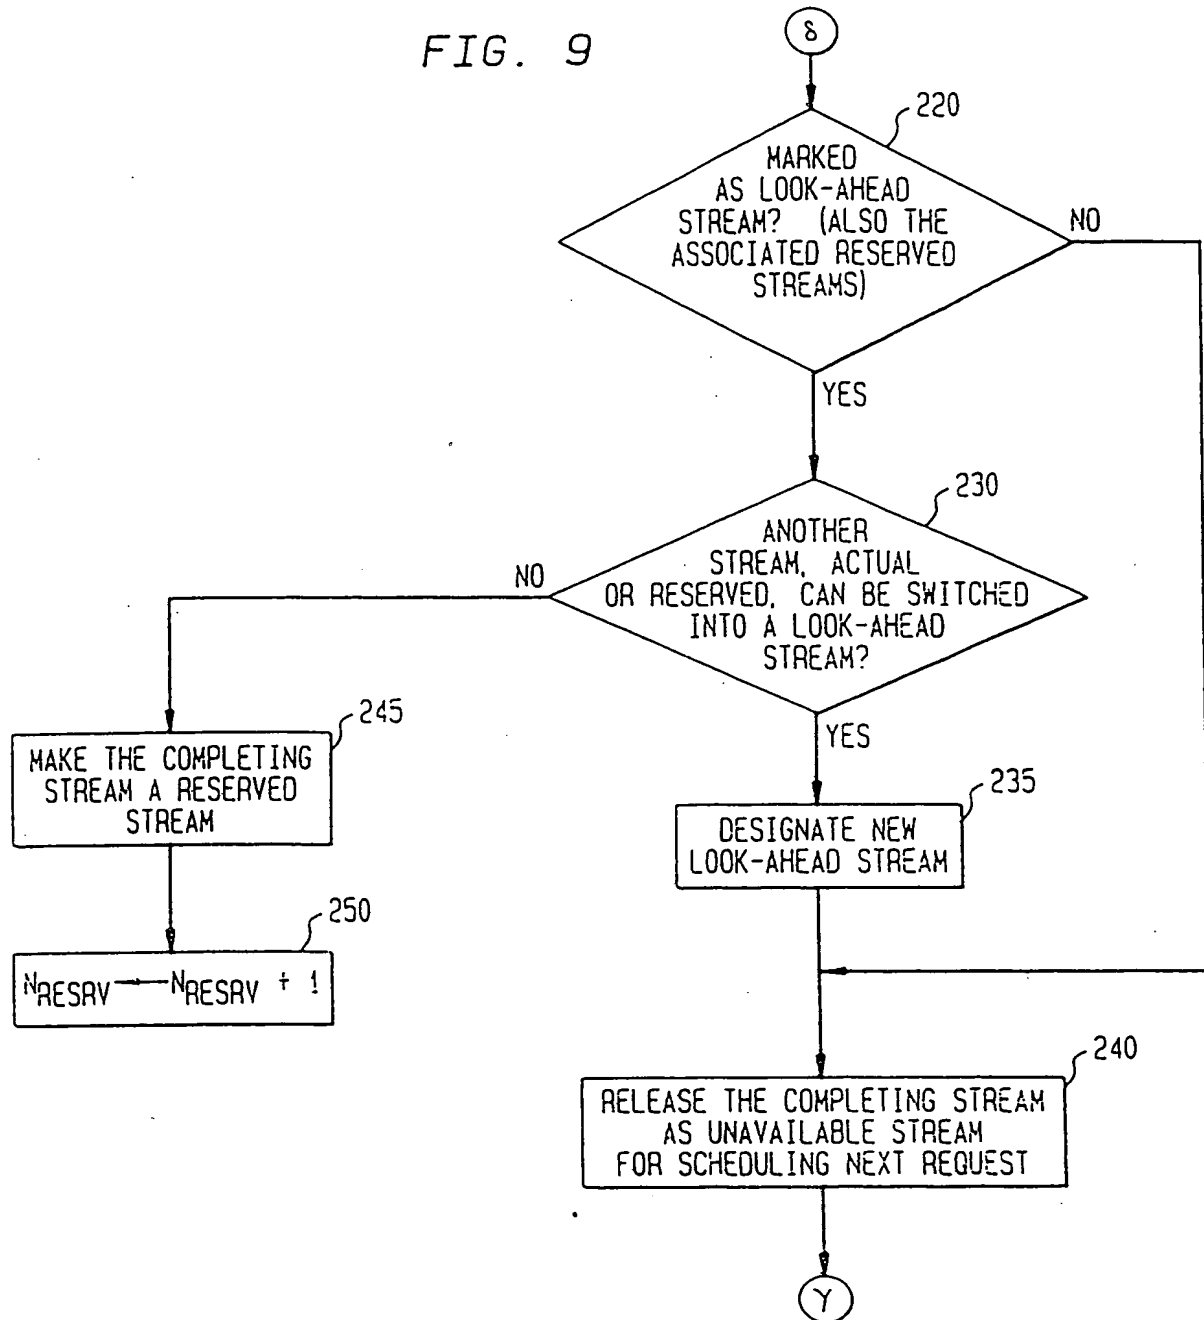 FIG. 9
δ
220
MARKED
AS LOOK-AHEAD
STREAM? (ALSO THE
ASSOCIATED RESERVED
STREAMS)
NO
YES
230
ANOTHER
STREAM, ACTUAL
OR RESERVED, CAN BE SWITCHED
INTO A LOOK-AHEAD
STREAM?
NO
YES
245
MAKE THE COMPLETING
STREAM A RESERVED
STREAM
235
DESIGNATE NEW
LOOK-AHEAD STREAM
250
NRESRV ← NRESRV + 1
240
RELEASE THE COMPLETING STREAM
AS UNAVAILABLE STREAM
FOR SCHEDULING NEXT REQUEST
γ